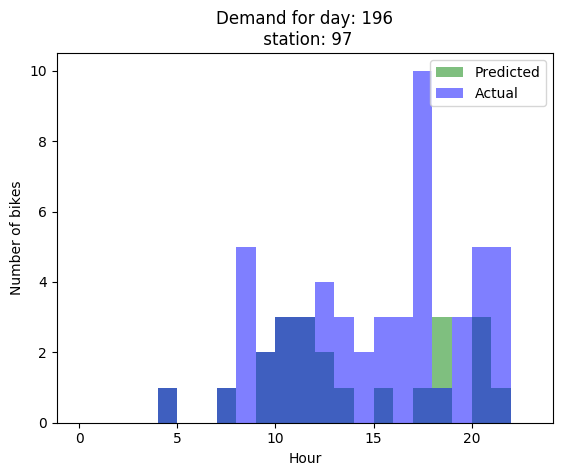 Demand for day: 196
station: 97
Predicted
Actual
10
8
6
4
2
0
Number of bikes
0 5 10 15 20
Hour